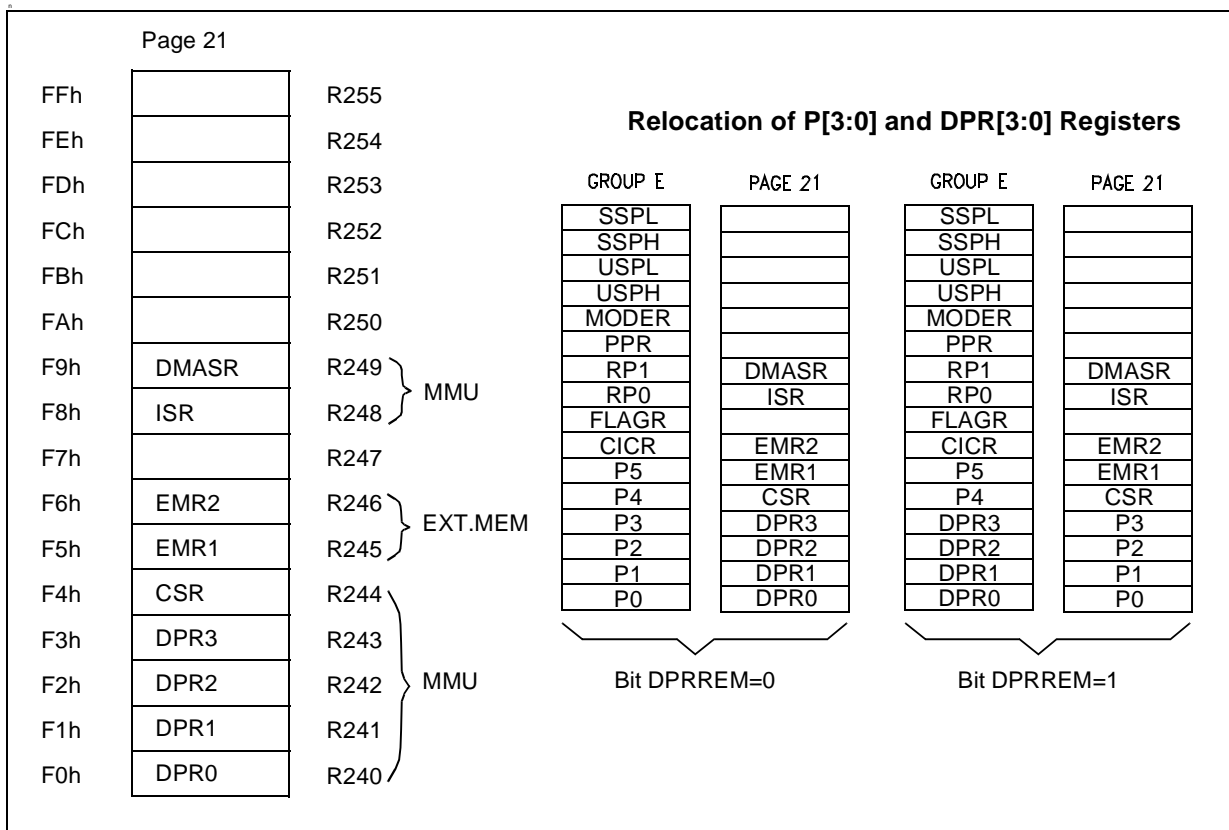 Page 21
FFh R255
FEh R254
FDh R253
FCh R252
FBh R251
FAh R250
F9h DMASR R249
MMU
F8h ISR R248
F7h R247
F6h EMR2 R246
EXT.MEM
F5h EMR1 R245
F4h CSR R244
F3h DPR3 R243
F2h DPR2 R242 MMU
F1h DPR1 R241
F0h DPR0 R240
Relocation of P[3:0] and DPR[3:0] Registers
GROUP E PAGE 21 GROUP E PAGE 21
SSPL SSPL
SSPH SSPH
USPL USPL
USPH USPH
MODER MODER
PPR PPR
RP1 DMASR RP1 DMASR
RP0 ISR RP0 ISR
FLAGR FLAGR
CICR EMR2 CICR EMR2
P5 EMR1 P5 EMR1
P4 CSR P4 CSR
P3 DPR3 DPR3 P3
P2 DPR2 DPR2 P2
P1 DPR1 DPR1 P1
P0 DPR0 DPR0 P0
Bit DPRREM=0 Bit DPRREM=1